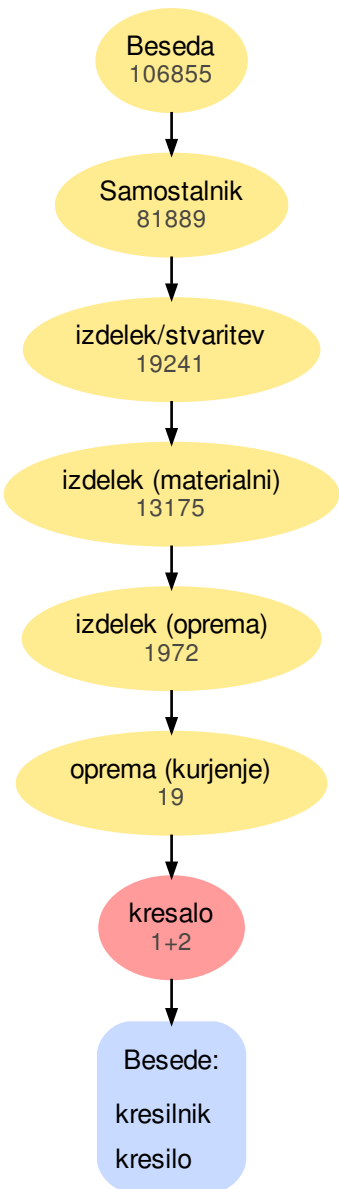 Beseda
106855
Samostalnik
81889
izdelek/stvaritev
19241
izdelek (materialni)
13175
izdelek (oprema)
1972
oprema (kurjenje)
19
kresalo
1+2
Besede:
kresilnik
kresilo